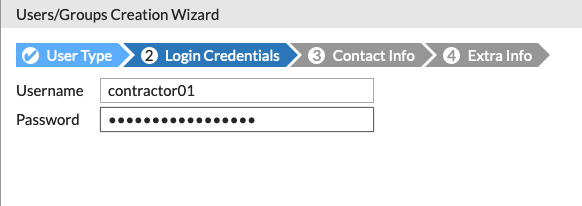 Users/Groups Creation Wizard
User Type 2 Login Credentials 3 Contact Info 4 Extra Info
Username contractor01
Password •••••••••••••••••